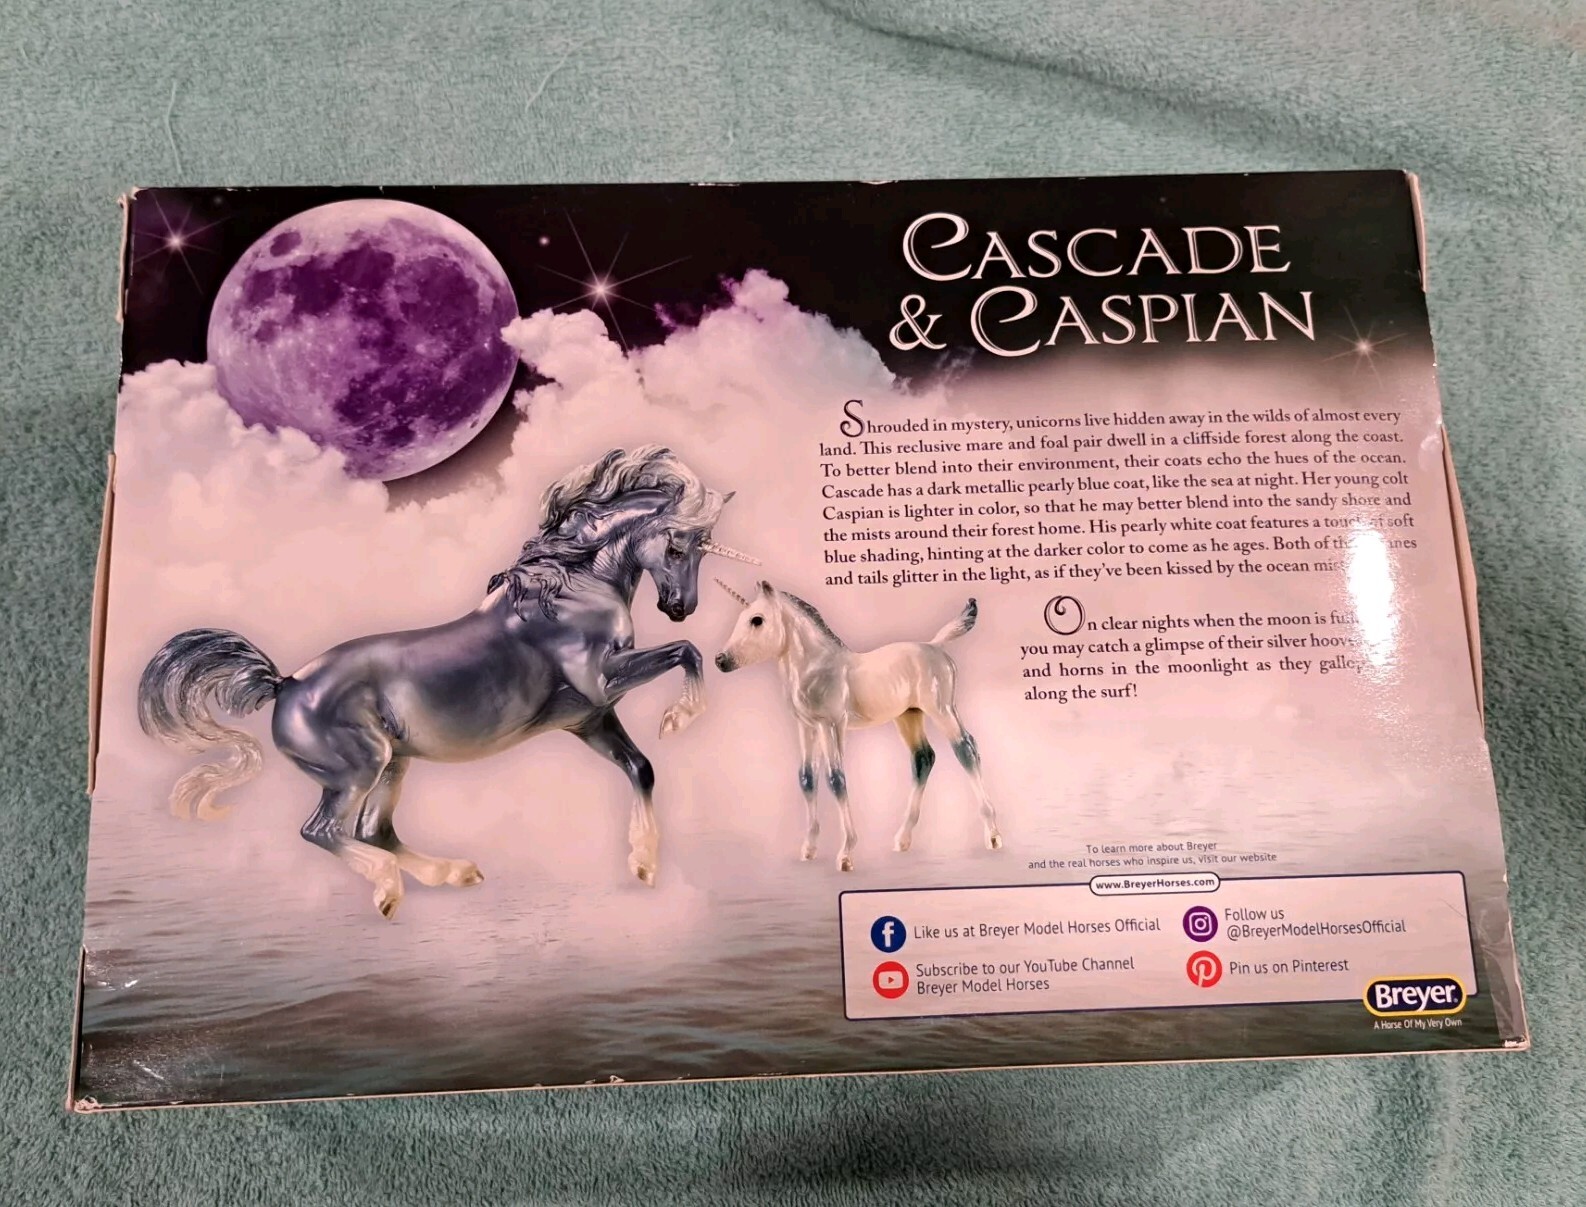 CASCADE
& CASPIAN
Shrouded in mystery, unicorns live hidden away in the wilds of almost every
land. This reclusive mare and foal pair dwell in a cliffside forest along the coast.
To better blend into their environment, their coats echo the hues of the ocean.
Cascade has a dark metallic pearly blue coat, like the sea at night. Her young colt
Caspian is lighter in color, so that he may better blend into the sandy shore and
the mists around their forest home. His pearly white coat features a touch of soft
blue shading, hinting at the darker color to come as he ages. Both of
and tails glitter in the light, as if they've been kissed by the ocean
On clear nights when the moon is
you may catch a glimpse of their silver
and horns in the moonlight as they
along the surf!
To learn more about Breyer
and the real horses who inspire us, visit our website
www.BreyerHorses.com
Like us at Breyer Model Horses Official
Follow us
@BreyerModelHorsesOfficial
Subscribe to our YouTube Channel
Breyer Model Horses
Pin us on Pinterest
Breyer®
A Horse Of My Very Own